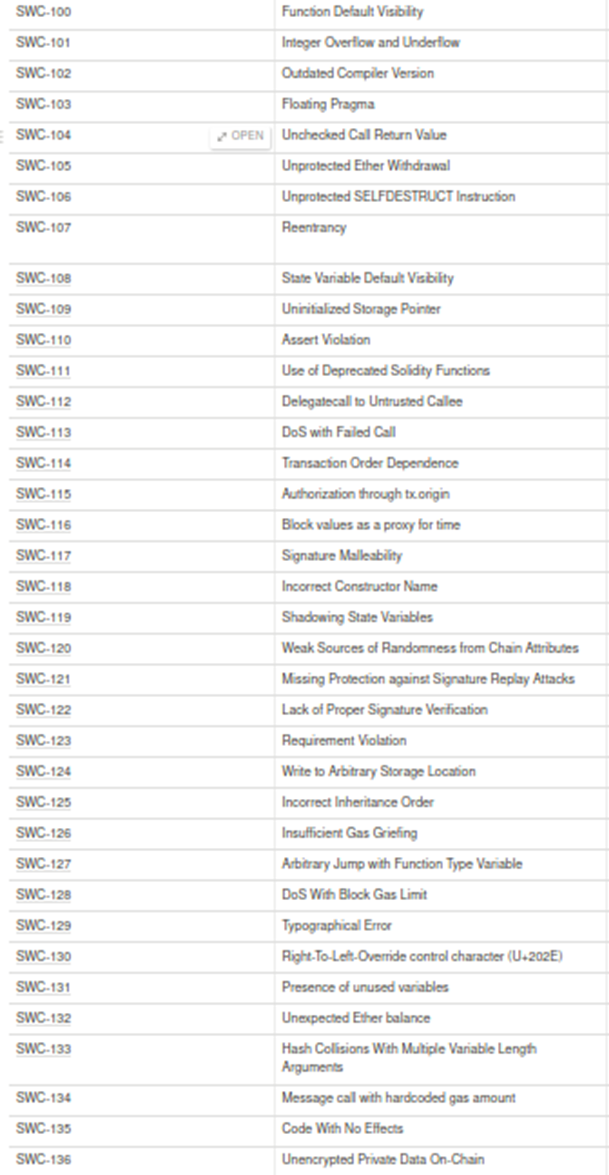 SWC-100 Function Default Visibility
SWC-101 Integer Overflow and Underflow
SWC-102 Outdated Compiler Version
SWC-103 Floating Pragma
SWC-104 OPEN Unchecked Call Return Value
SWC-105 Unprotected Ether Withdrawal
SWC-106 Unprotected SELFDESTRUCT Instruction
SWC-107 Reentrancy
SWC-108 State Variable Default Visibility
SWC-109 Uninitialized Storage Pointer
SWC-110 Assert Violation
SWC-111 Use of Deprecated Solidity Functions
SWC-112 Delegatecall to Untrusted Callee
SWC-113 DoS with Failed Call
SWC-114 Transaction Order Dependence
SWC-115 Authorization through tx.origin
SWC-116 Block values as a proxy for time
SWC-117 Signature Malleability
SWC-118 Incorrect Constructor Name
SWC-119 Shadowing State Variables
SWC-120 Weak Sources of Randomness from Chain Attributes
SWC-121 Missing Protection against Signature Replay Attacks
SWC-122 Lack of Proper Signature Verification
SWC-123 Requirement Violation
SWC-124 Write to Arbitrary Storage Location
SWC-125 Incorrect Inheritance Order
SWC-126 Insufficient Gas Griefing
SWC-127 Arbitrary Jump with Function Type Variable
SWC-128 DoS With Block Gas Limit
SWC-129 Typographical Error
SWC-130 Right-To-Left-Override control character (U+202E)
SWC-131 Presence of unused variables
SWC-132 Unexpected Ether balance
SWC-133 Hash Collisions With Multiple Variable Length
Arguments
SWC-134 Message call with hardcoded gas amount
SWC-135 Code With No Effects
SWC-136 Unencrypted Private Data On-Chain